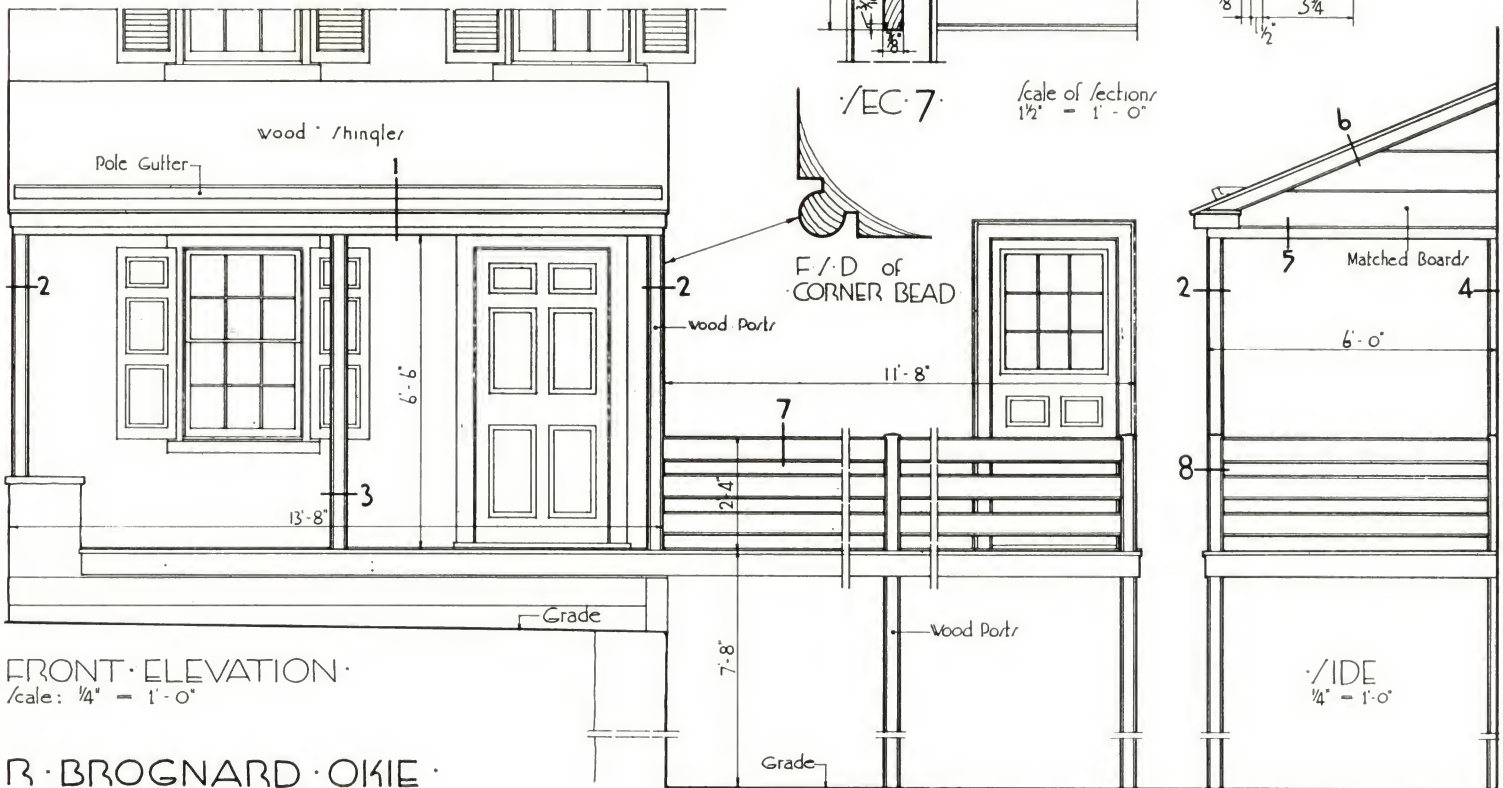 5¾
½"
·SEC·7·
Scale of Sections
1½" = 1'-0"
Wood · Shingles
Pole Gutter
1
6
2
2
F·S·D of
·CORNER BEAD·
Wood Posts
5
Matched Boards
2
4
6'-0"
6'-6"
11'-8"
7
8
3
2'-4"
13'-8"
Grade
Wood Posts
7'-8"
FRONT·ELEVATION·
Scale: ¼" = 1'-0"
·SIDE
¼" = 1'-0"
Grade
R·BROGNARD·OKIE·